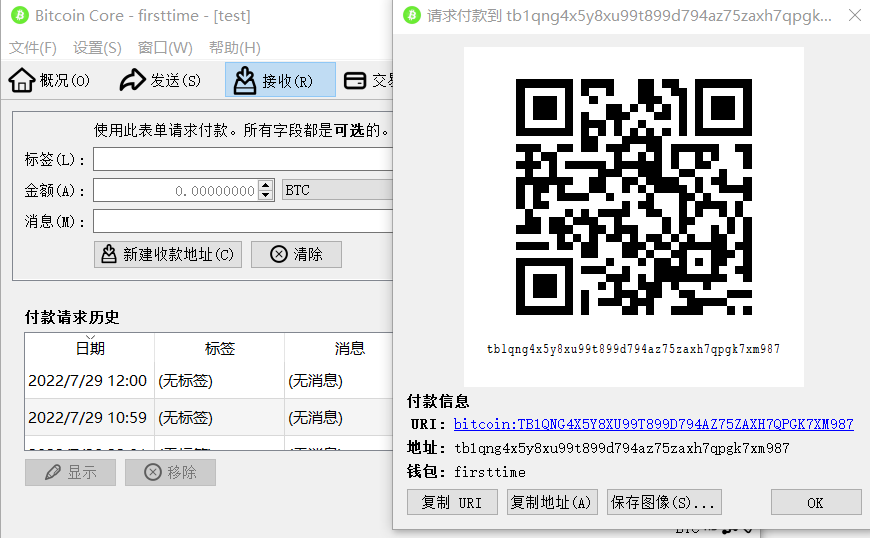 Bitcoin Core - firsttime - [test]
文件(F) 设置(S) 窗口(W) 帮助(H)
概况(O) 发送(S) 接收(R) 交易
使用此表单请求付款。所有字段都是可选的。
标签(L)：
金额(A)： 0.00000000 BTC
消息(M)：
新建收款地址(C) 清除
付款请求历史
日期 标签 消息
2022/7/29 12:00 (无标签) (无消息)
2022/7/29 10:59 (无标签) (无消息)
显示 移除
请求付款到 tb1qng4x5y8xu99t899d794az75zaxh7qpgk...
tb1qng4x5y8xu99t899d794az75zaxh7qpgk7xm987
付款信息
URI：bitcoin:TB1QNG4X5Y8XU99T899D794AZ75ZAXH7QPGK7XM987
地址：tb1qng4x5y8xu99t899d794az75zaxh7qpgk7xm987
钱包：firsttime
复制 URI 复制地址(A) 保存图像(S)... OK